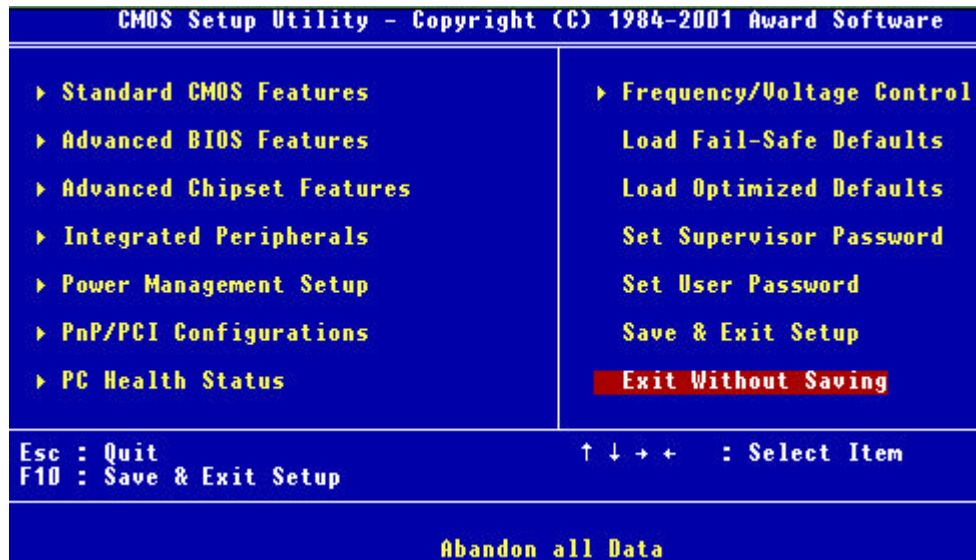 CMOS Setup Utility - Copyright (C) 1984-2001 Award Software
▸ Standard CMOS Features
▸ Advanced BIOS Features
▸ Advanced Chipset Features
▸ Integrated Peripherals
▸ Power Management Setup
▸ PnP/PCI Configurations
▸ PC Health Status
▸ Frequency/Voltage Control
Load Fail-Safe Defaults
Load Optimized Defaults
Set Supervisor Password
Set User Password
Save & Exit Setup
Exit Without Saving
Esc : Quit
F10 : Save & Exit Setup
↑ ↓ → ← : Select Item
Abandon all Data